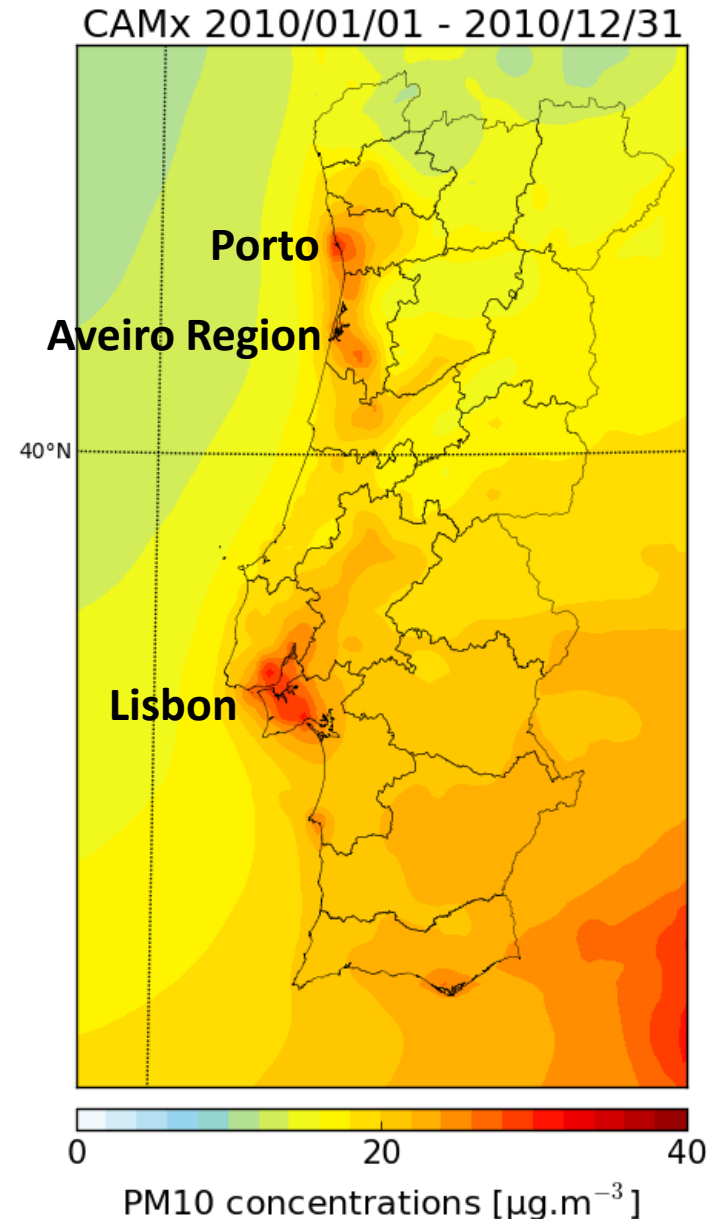 CAMx 2010/01/01 - 2010/12/31
Porto
Aveiro Region
40°N
Lisbon
0 20 40
PM10 concentrations [µg.m⁻³]